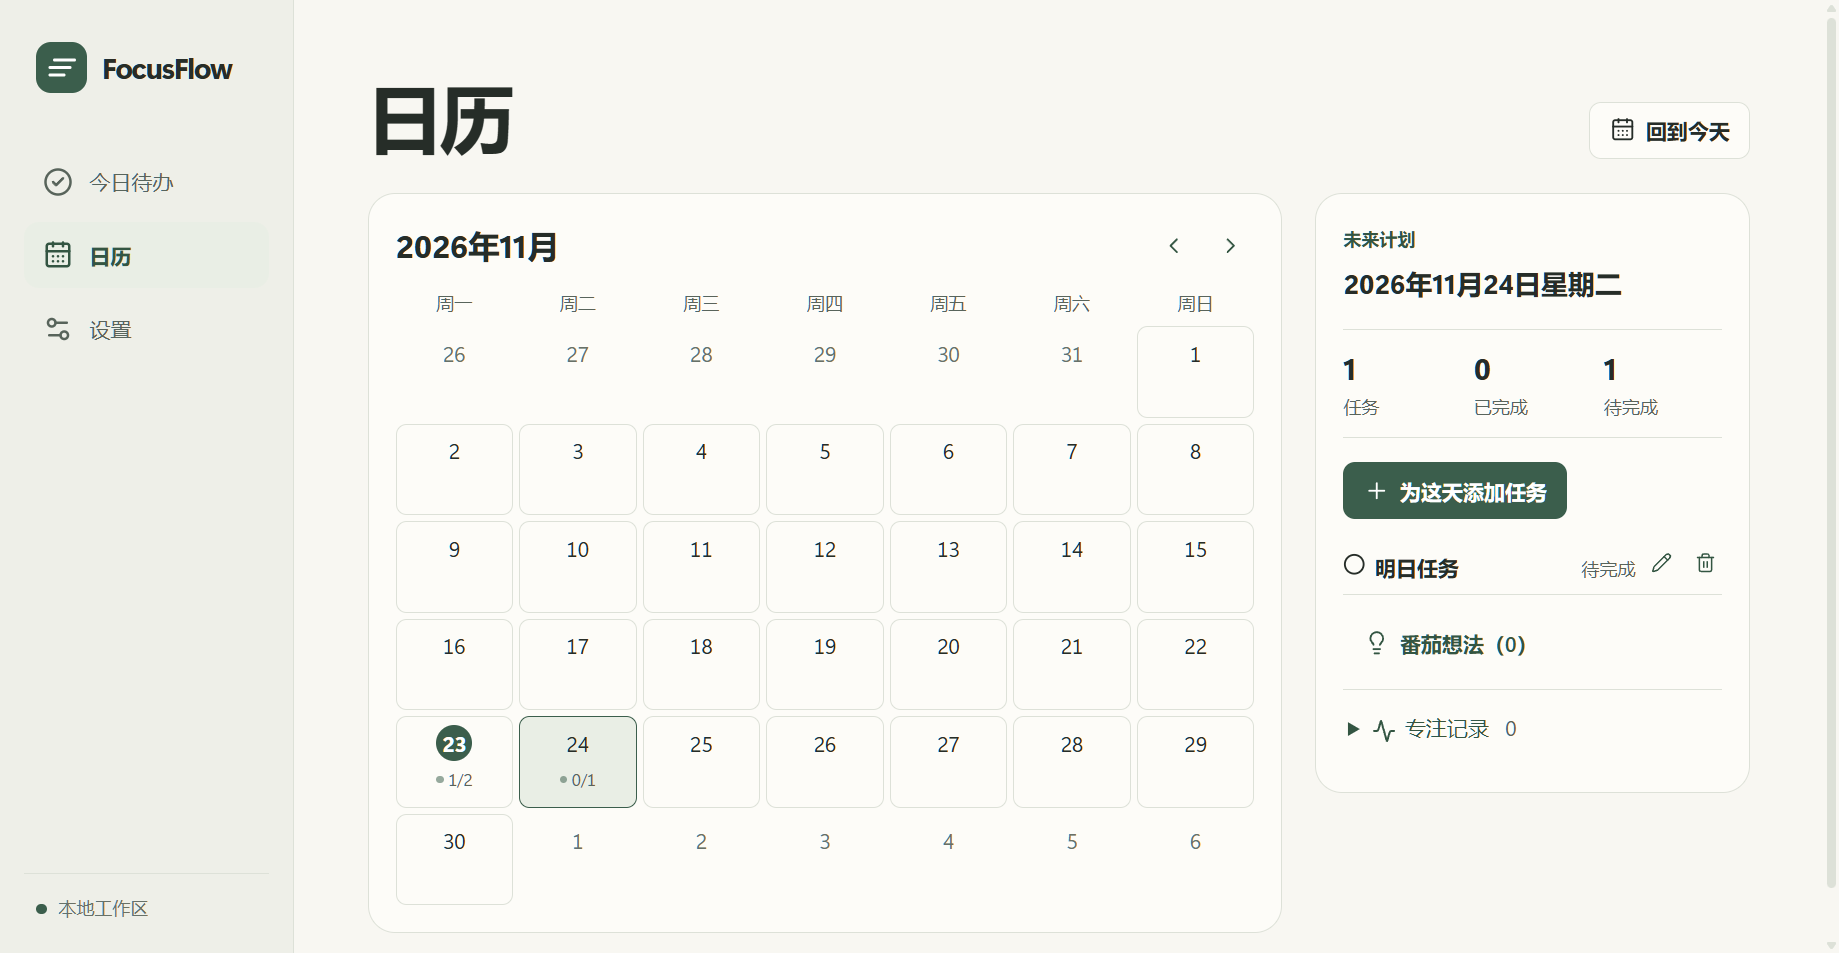 FocusFlow
今日待办
日历
设置
本地工作区
日历
回到今天
2026年11月
周一 周二 周三 周四 周五 周六 周日
26 27 28 29 30 31 1
2 3 4 5 6 7 8
9 10 11 12 13 14 15
16 17 18 19 20 21 22
23 24 25 26 27 28 29
1/2 0/1
30 1 2 3 4 5 6
未来计划
2026年11月24日星期二
1 0 1
任务 已完成 待完成
为这天添加任务
明日任务 待完成
番茄想法（0）
专注记录 0